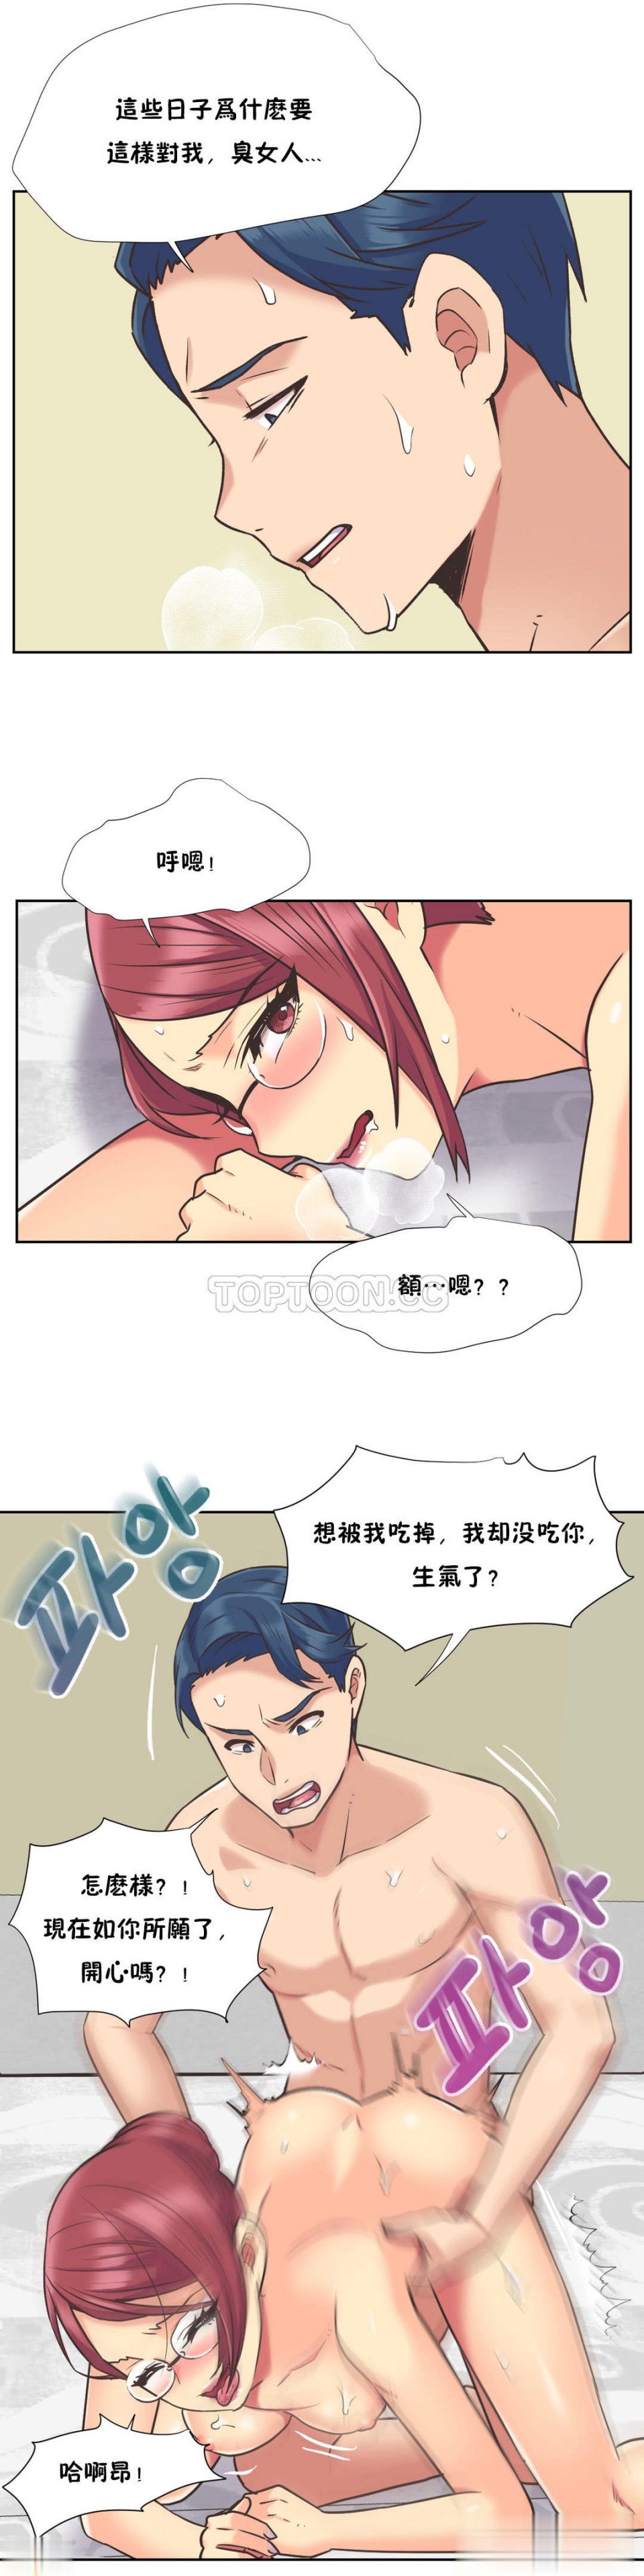 這些日子爲什麽要
這樣對我，臭女人...
呼嗯！
TOPTOON.CC
額…嗯？？
파앙
想被我吃掉，我却没吃你，
生氣了？
怎麽樣？！
現在如你所願了，
開心嗎？！
파앙
哈啊昂！